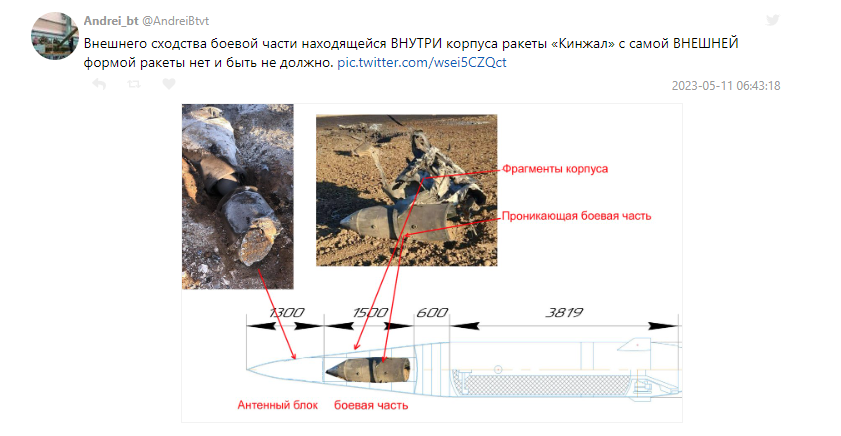 Andrei_bt @AndreiBtvt
Внешнего сходства боевой части находящейся ВНУТРИ корпуса ракеты «Кинжал» с самой ВНЕШНЕЙ
формой ракеты нет и быть не должно. pic.twitter.com/wsei5CZQct
2023-05-11 06:43:18
Фрагменты корпуса
Проникающая боевая часть
1300 1500 600 3819
Антенный блок боевая часть